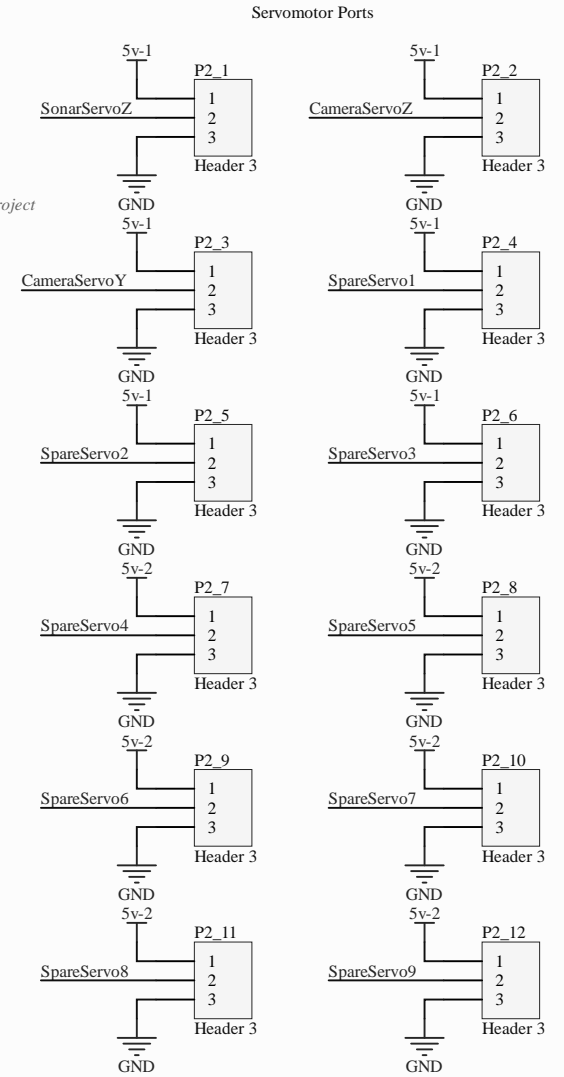 Servomotor Ports
5v-1
P2_1
1
SonarServoZ
2
3
Header 3
GND
5v-1
P2_2
1
CameraServoZ
2
3
Header 3
GND
roject
5v-1
P2_3
1
CameraServoY
2
3
Header 3
GND
5v-1
P2_4
1
SpareServo1
2
3
Header 3
GND
5v-1
P2_5
1
SpareServo2
2
3
Header 3
GND
5v-1
P2_6
1
SpareServo3
2
3
Header 3
GND
5v-2
P2_7
1
SpareServo4
2
3
Header 3
GND
5v-2
P2_8
1
SpareServo5
2
3
Header 3
GND
5v-2
P2_9
1
SpareServo6
2
3
Header 3
GND
5v-2
P2_10
1
SpareServo7
2
3
Header 3
GND
5v-2
P2_11
1
SpareServo8
2
3
Header 3
GND
5v-2
P2_12
1
SpareServo9
2
3
Header 3
GND